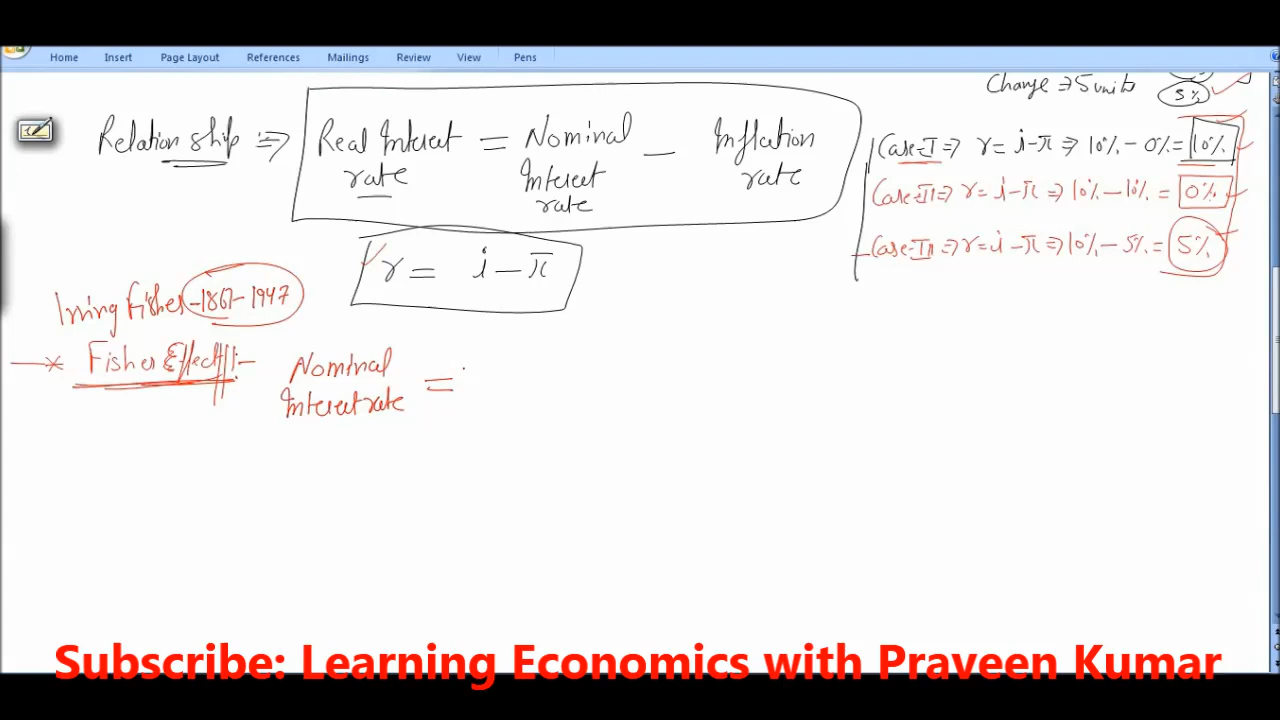 Home Insert Page Layout References Mailings Review View Pens
Change ⇒ 5 units
5%
Relation ship :⇒ Real Interest rate = Nominal Interest rate – Inflation rate
r = i – π
Case-I ⇒ r = i – π ⇒ 10% – 0% = 10%
Case-II ⇒ r = i – π ⇒ 10% – 10% = 0%
Case-III ⇒ r = i – π ⇒ 10% – 5% = 5%
Irving Fisher – 1867 – 1947
Fisher Effect :– Nominal Interest rate =
Subscribe: Learning Economics with Praveen Kumar